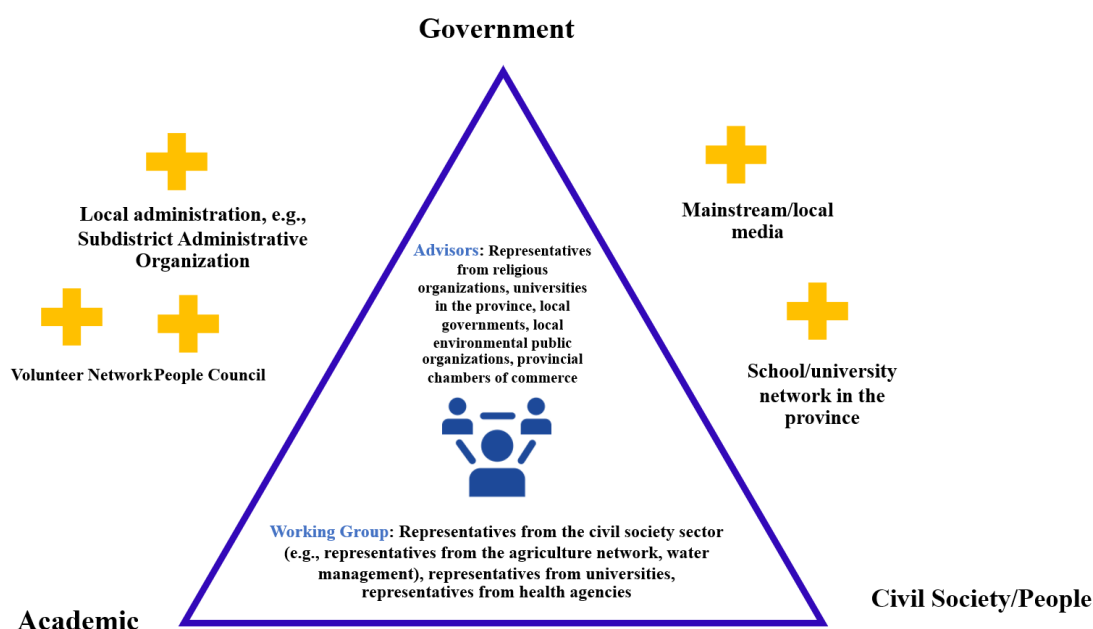 Government
Local administration, e.g.,
Subdistrict Administrative
Organization
Volunteer Network
People Council
Advisors: Representatives
from religious
organizations, universities
in the province, local
governments, local
environmental public
organizations, provincial
chambers of commerce
Mainstream/local
media
School/university
network in the
province
Working Group: Representatives from the civil society sector
(e.g., representatives from the agriculture network, water
management), representatives from universities,
representatives from health agencies
Academic
Civil Society/People